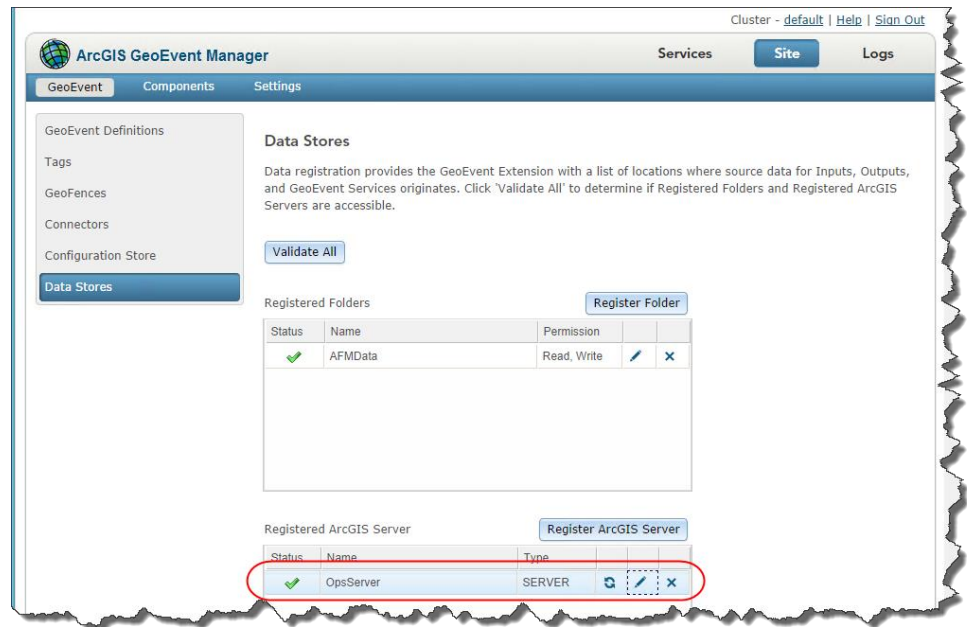 Cluster - default | Help | Sign Out
ArcGIS GeoEvent Manager
Services
Site
Logs
GeoEvent
Components
Settings
GeoEvent Definitions
Tags
GeoFences
Connectors
Configuration Store
Data Stores
Data Stores
Data registration provides the GeoEvent Extension with a list of locations where source data for Inputs, Outputs,
and GeoEvent Services originates. Click 'Validate All' to determine if Registered Folders and Registered ArcGIS
Servers are accessible.
Validate All
Registered Folders
Register Folder
Status Name Permission
AFMData Read, Write
Registered ArcGIS Server
Register ArcGIS Server
Status Name Type
OpsServer SERVER